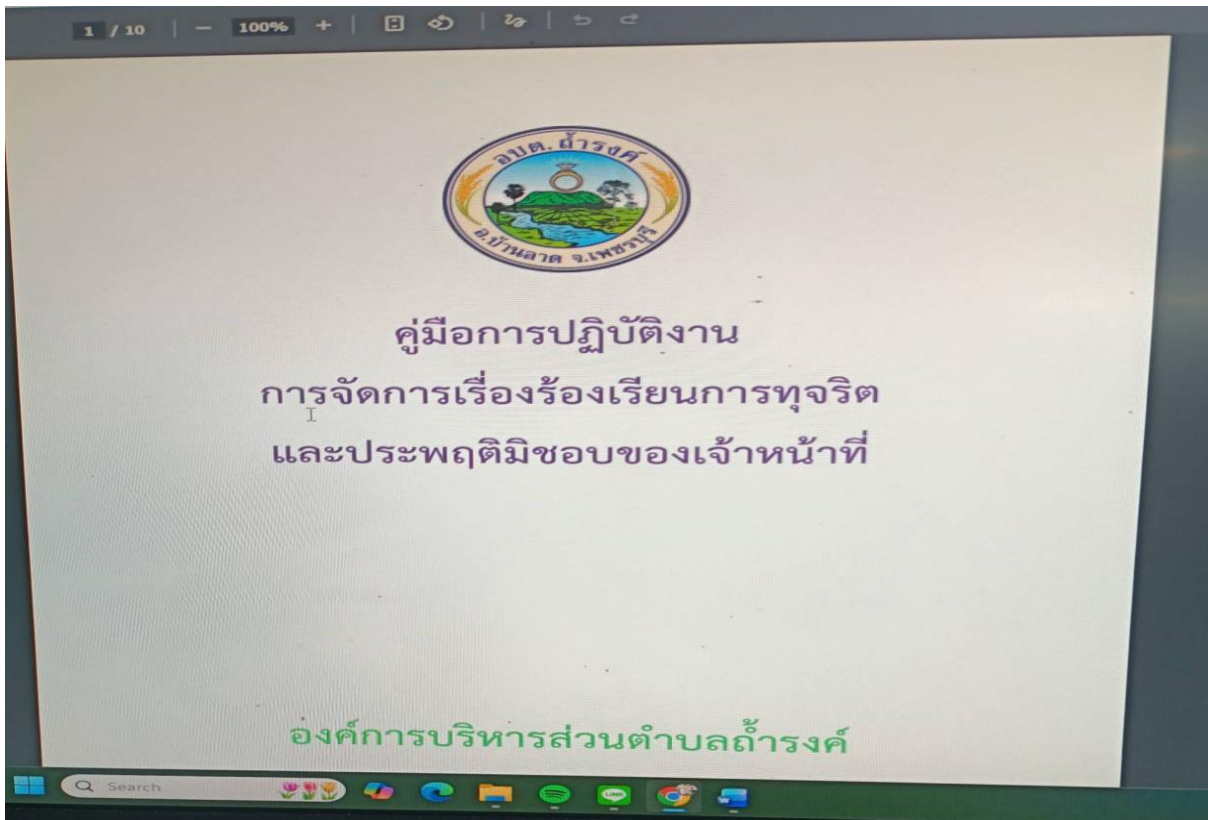 1 / 10 | − 100% + |
อบต. ถ้ำรงค์
อ.บ้านลาด จ.เพชรบุรี
คู่มือการปฏิบัติงาน
การจัดการเรื่องร้องเรียนการทุจริต
และประพฤติมิชอบของเจ้าหน้าที่
องค์การบริหารส่วนตำบลถ้ำรงค์
Search
LINE
W